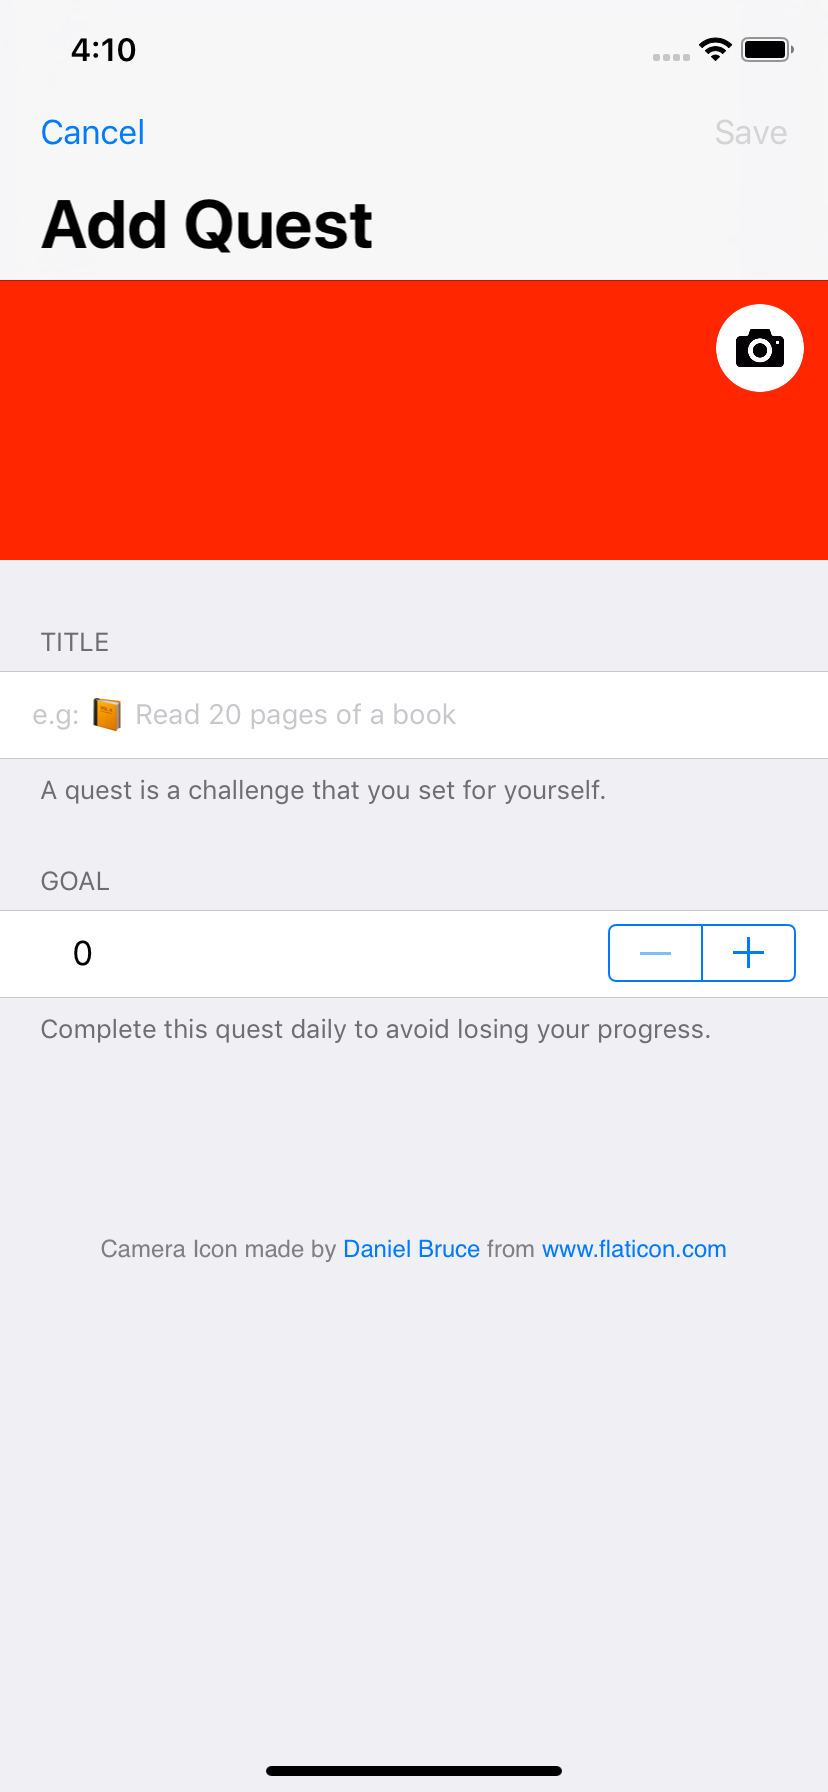 4:10
Cancel
Save
Add Quest
TITLE
e.g: 📙 Read 20 pages of a book
A quest is a challenge that you set for yourself.
GOAL
0
Complete this quest daily to avoid losing your progress.
Camera Icon made by Daniel Bruce from www.flaticon.com